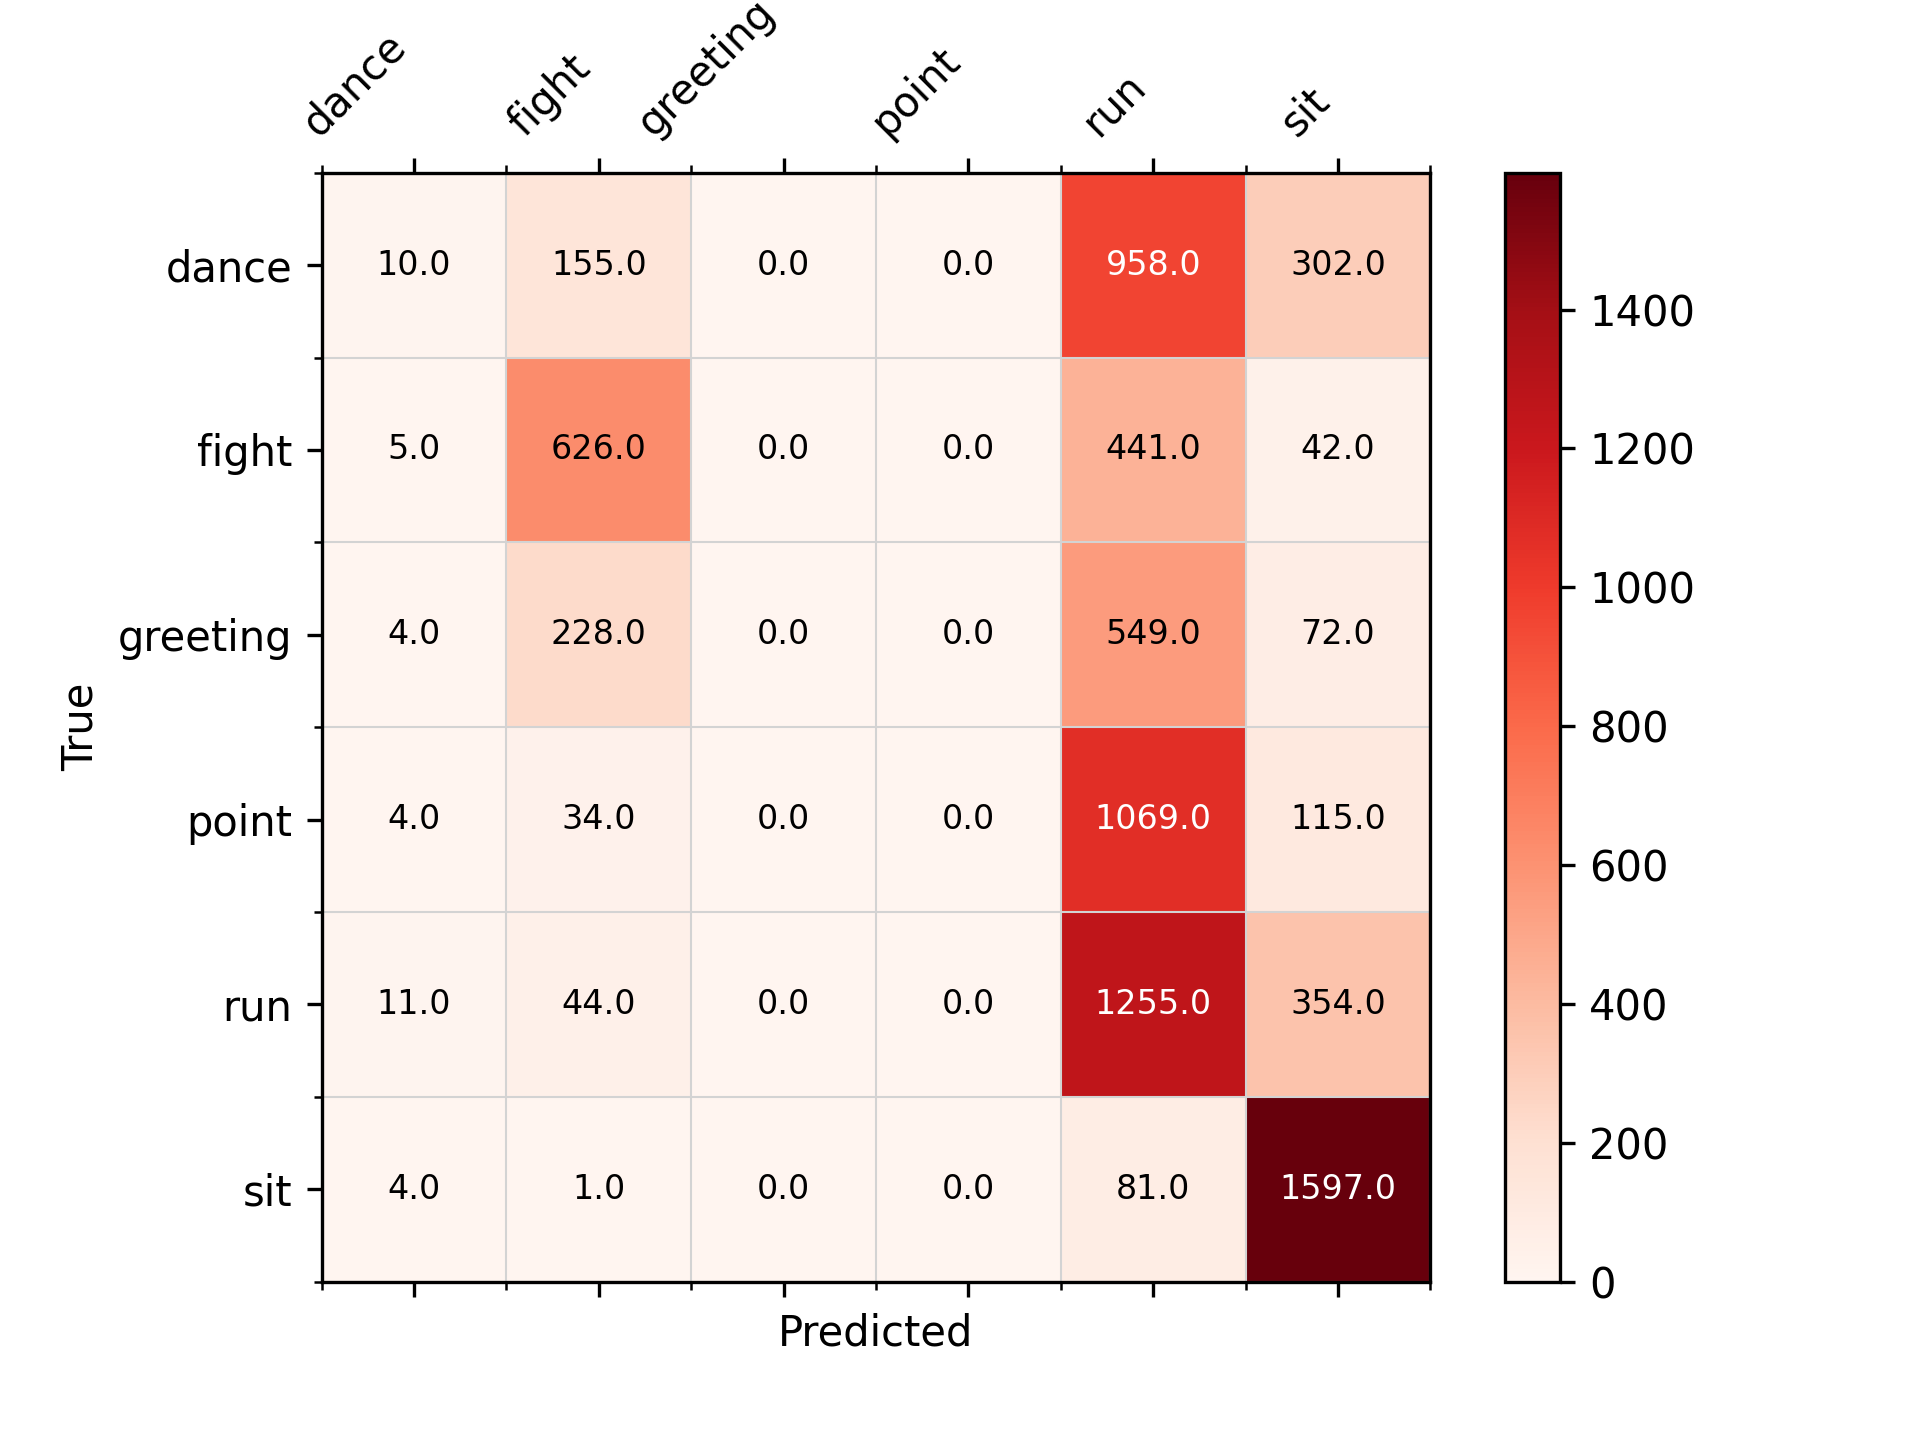 dance fight greeting point run sit
dance 10.0 155.0 0.0 0.0 958.0 302.0
fight 5.0 626.0 0.0 0.0 441.0 42.0
greeting 4.0 228.0 0.0 0.0 549.0 72.0
point 4.0 34.0 0.0 0.0 1069.0 115.0
run 11.0 44.0 0.0 0.0 1255.0 354.0
sit 4.0 1.0 0.0 0.0 81.0 1597.0
True
Predicted
1400
1200
1000
800
600
400
200
0